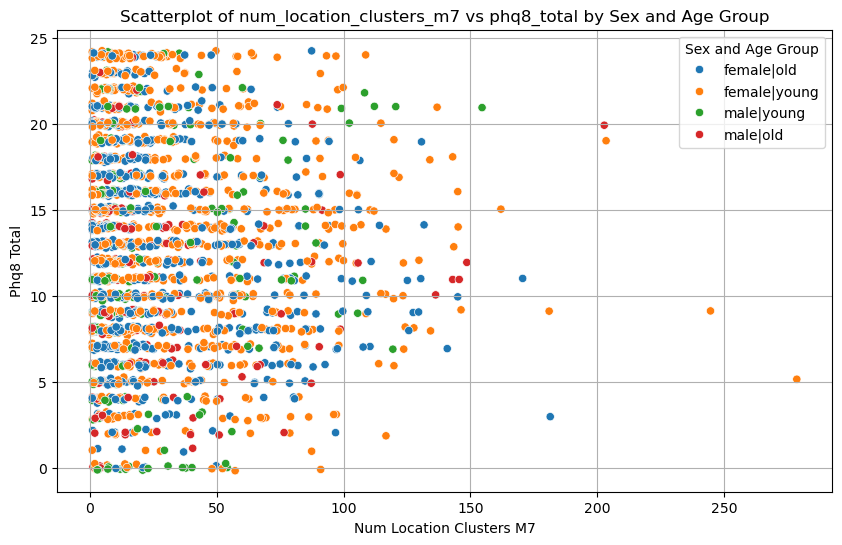 Scatterplot of num_location_clusters_m7 vs phq8_total by Sex and Age Group
25
20
15
10
5
0
Phq8 Total
Sex and Age Group
female|old
female|young
male|young
male|old
0 50 100 150 200 250
Num Location Clusters M7